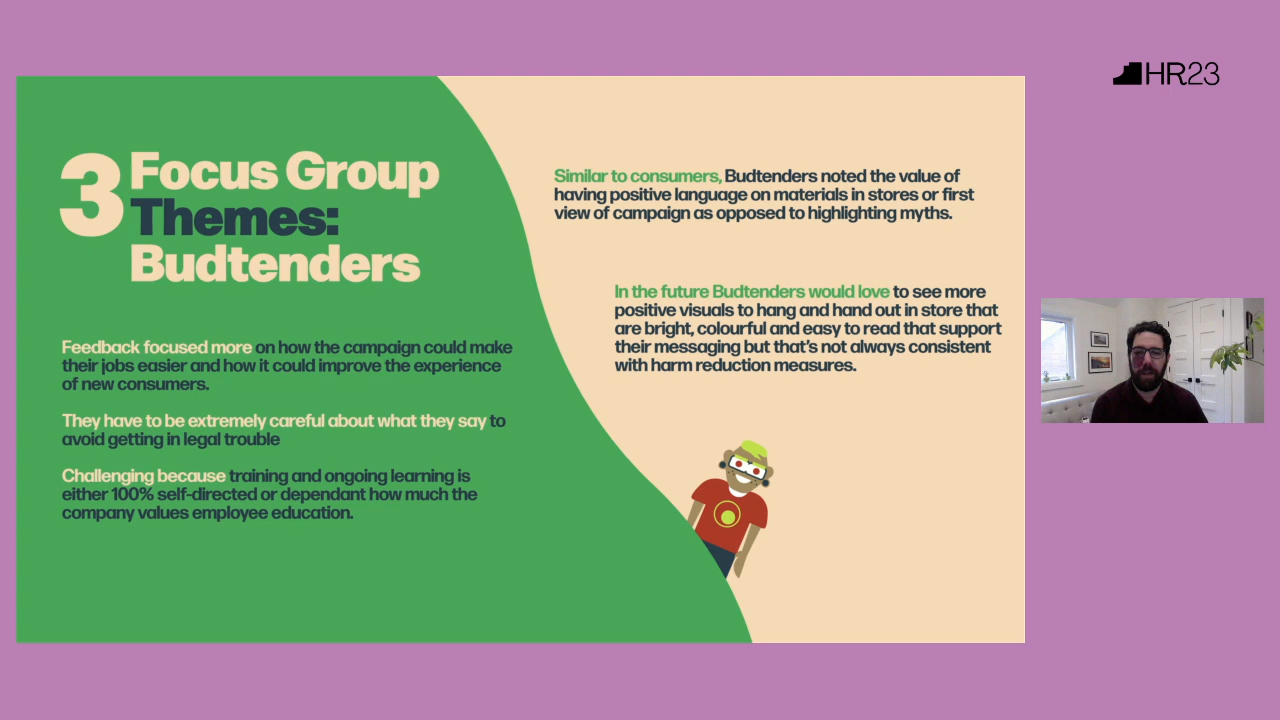 HR23
3 Focus Group
Themes:
Budtenders
Feedback focused more on how the campaign could make
their jobs easier and how it could improve the experience
of new consumers.
They have to be extremely careful about what they say to
avoid getting in legal trouble
Challenging because training and ongoing learning is
either 100% self-directed or dependant how much the
company values employee education.
Similar to consumers, Budtenders noted the value of
having positive language on materials in stores or first
view of campaign as opposed to highlighting myths.
In the future Budtenders would love to see more
positive visuals to hang and hand out in store that
are bright, colourful and easy to read that support
their messaging but that's not always consistent
with harm reduction measures.